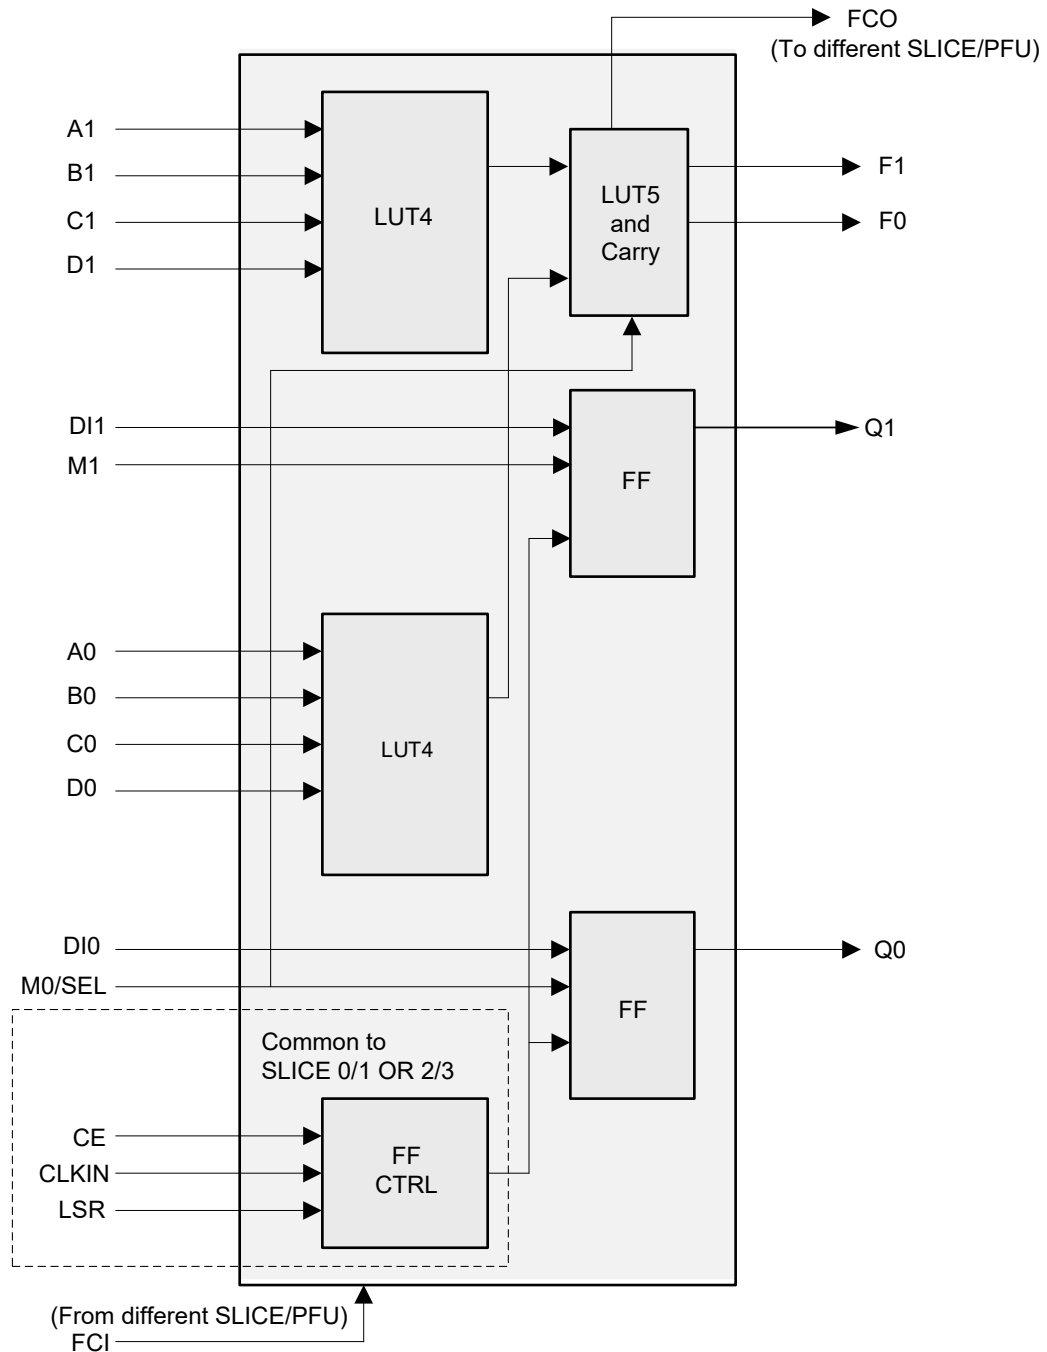 FCO
(To different SLICE/PFU)
A1
B1
C1
D1
LUT4
LUT5
and
Carry
F1
F0
DI1
M1
FF
Q1
A0
B0
C0
D0
LUT4
DI0
M0/SEL
FF
Q0
Common to
SLICE 0/1 OR 2/3
CE
CLKIN
LSR
FF
CTRL
(From different SLICE/PFU)
FCI